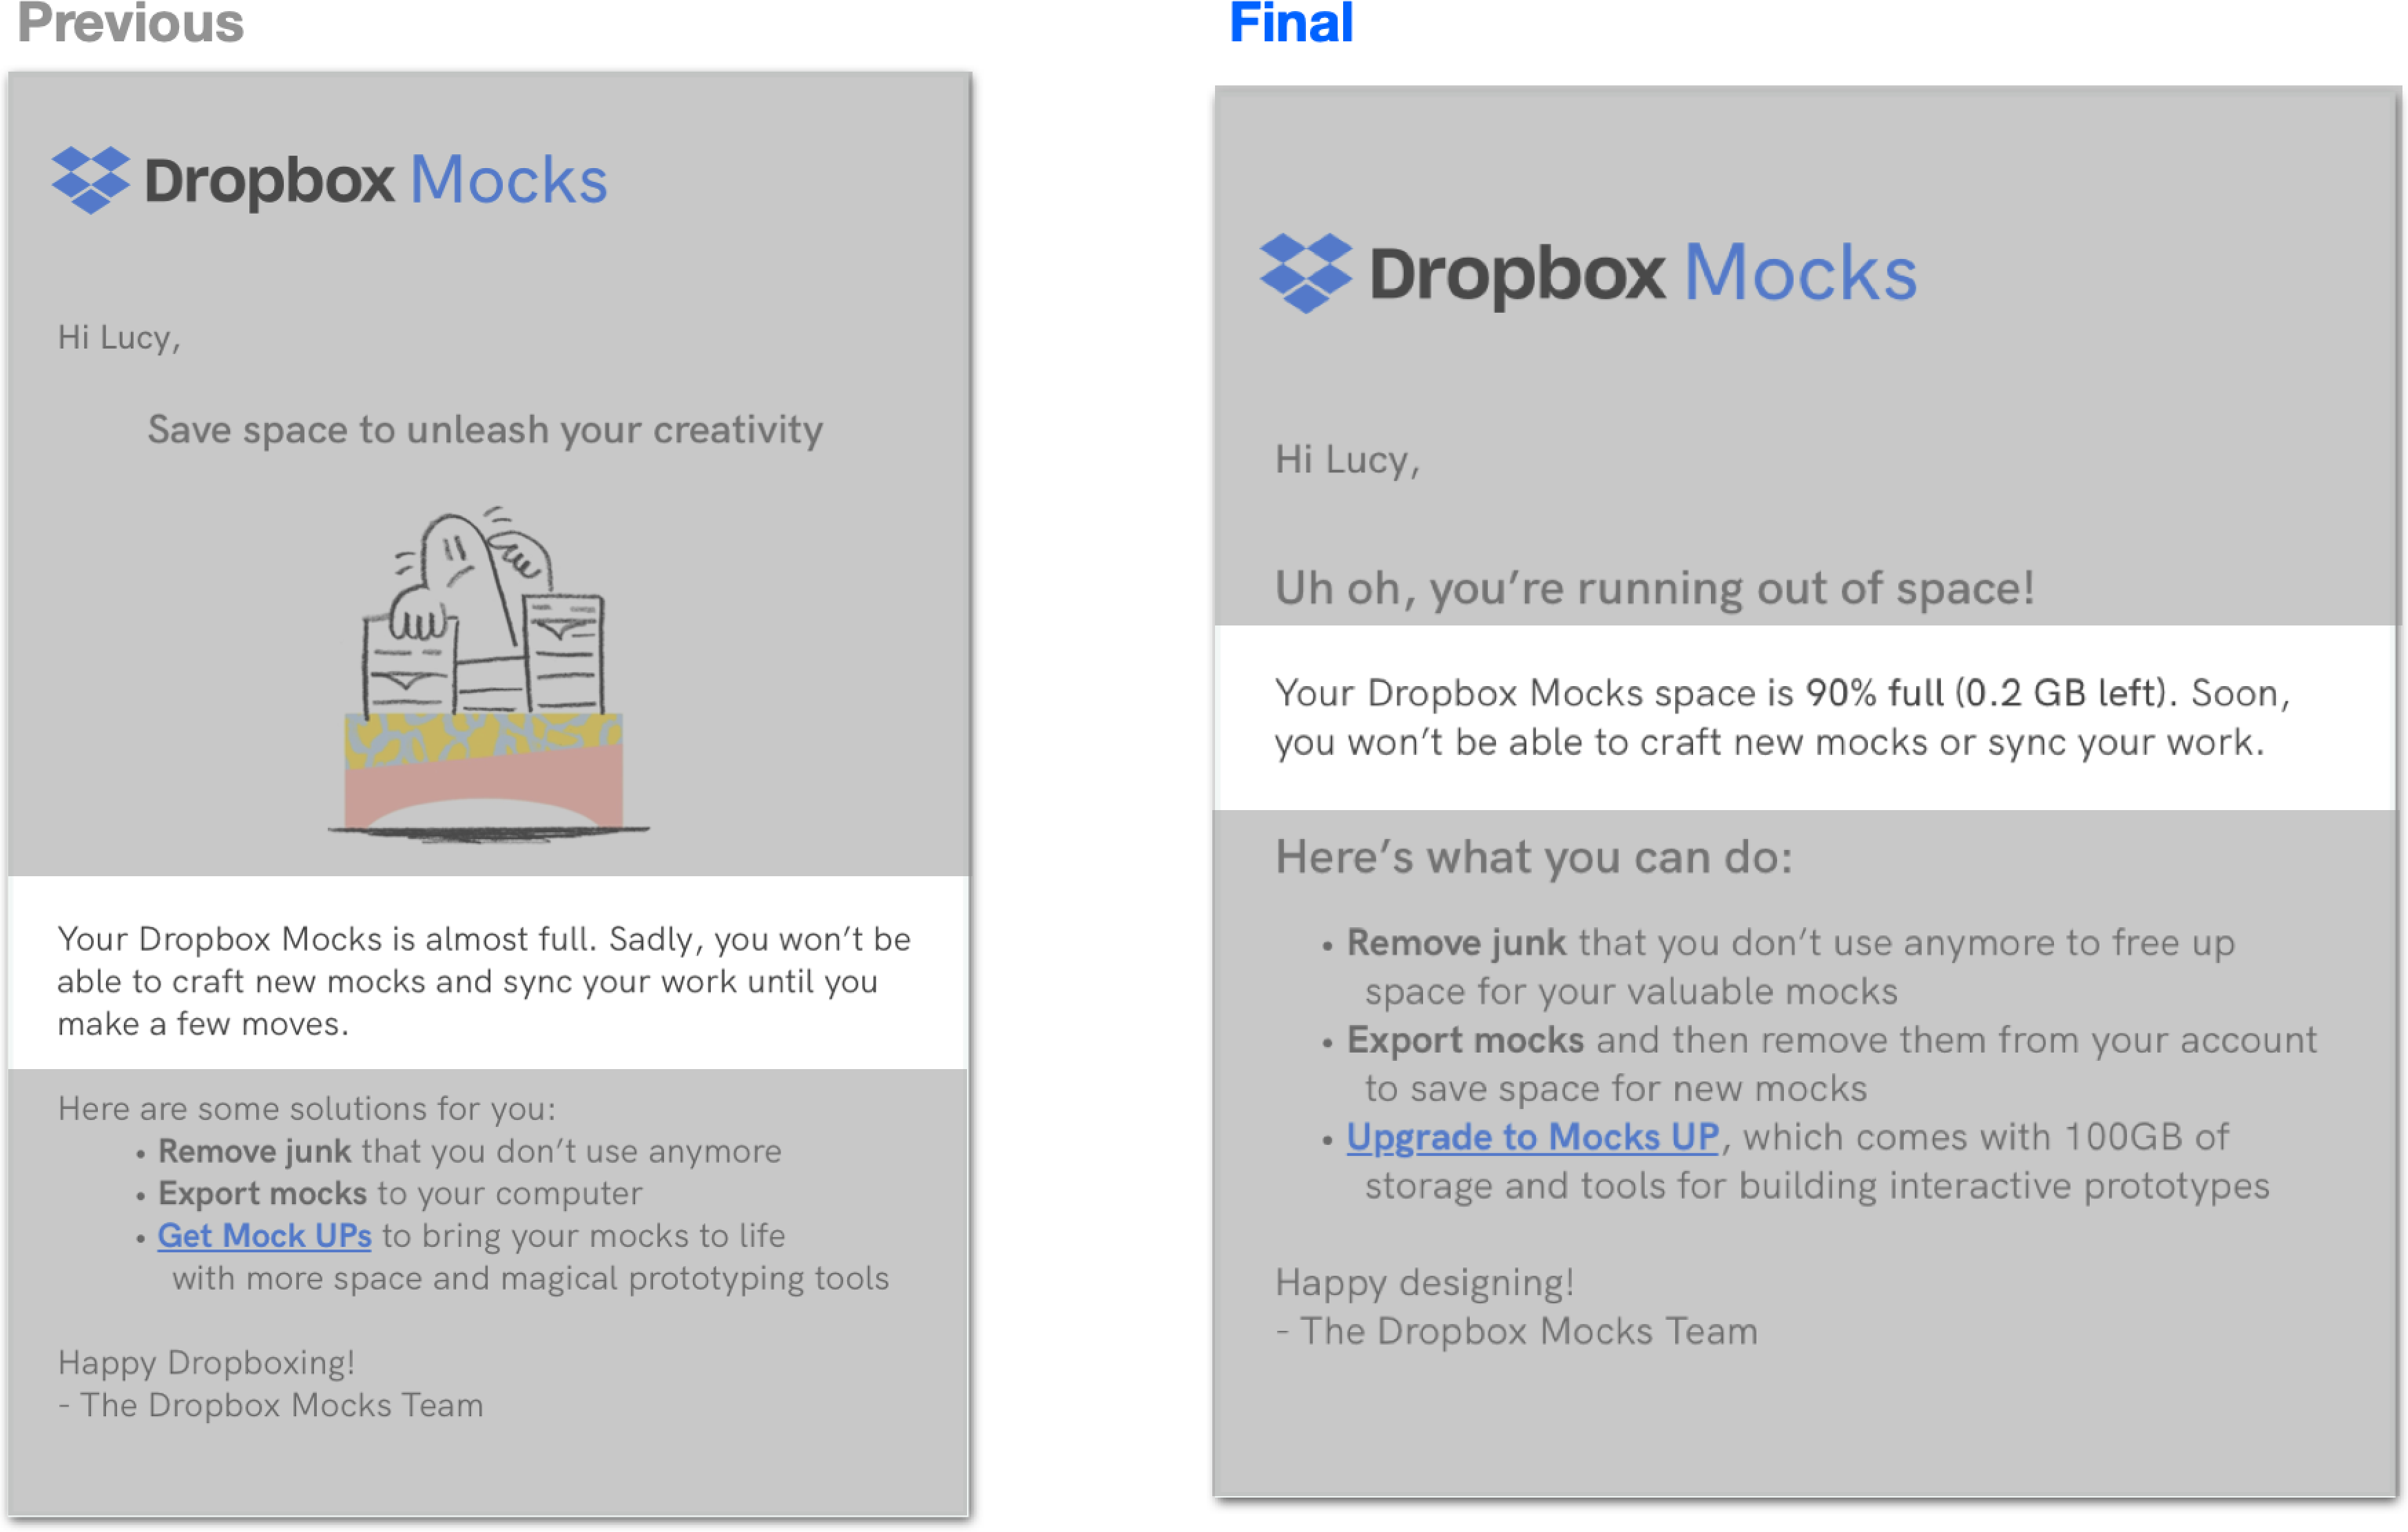 Previous
Dropbox Mocks
Hi Lucy,
Save space to unleash your creativity
Your Dropbox Mocks is almost full. Sadly, you won’t be
able to craft new mocks and sync your work until you
make a few moves.
Here are some solutions for you:
• Remove junk that you don’t use anymore
• Export mocks to your computer
• Get Mock UPs to bring your mocks to life
with more space and magical prototyping tools
Happy Dropboxing!
- The Dropbox Mocks Team
Final
Dropbox Mocks
Hi Lucy,
Uh oh, you’re running out of space!
Your Dropbox Mocks space is 90% full (0.2 GB left). Soon,
you won’t be able to craft new mocks or sync your work.
Here’s what you can do:
• Remove junk that you don’t use anymore to free up
space for your valuable mocks
• Export mocks and then remove them from your account
to save space for new mocks
• Upgrade to Mocks UP, which comes with 100GB of
storage and tools for building interactive prototypes
Happy designing!
- The Dropbox Mocks Team